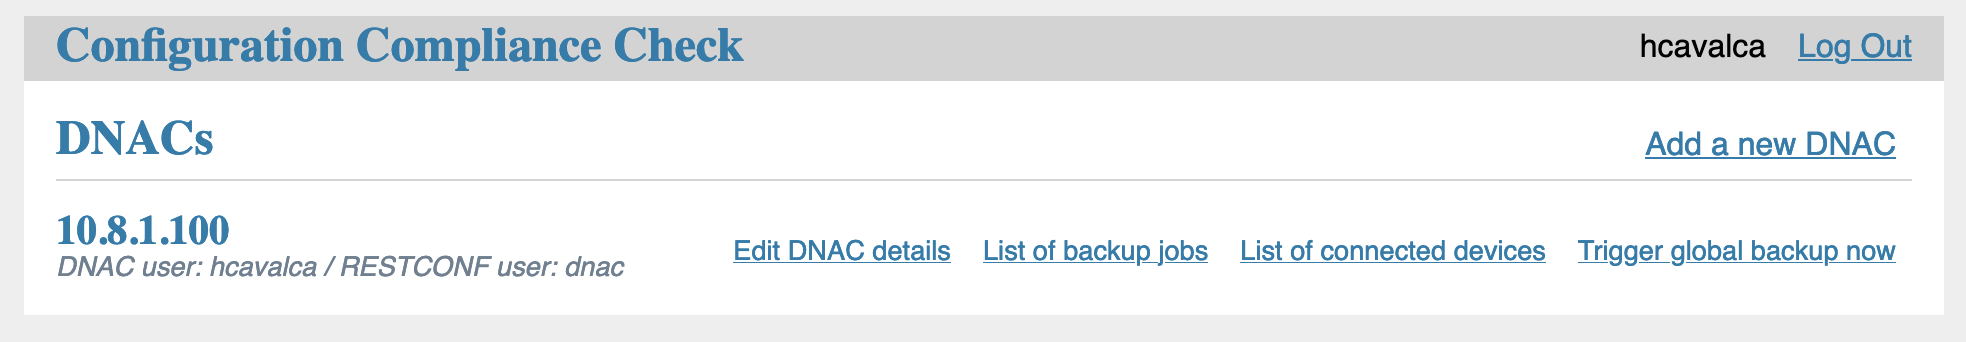 Configuration Compliance Check hcavalca Log Out
DNACs Add a new DNAC
10.8.1.100
DNAC user: hcavalca / RESTCONF user: dnac
Edit DNAC details List of backup jobs List of connected devices Trigger global backup now